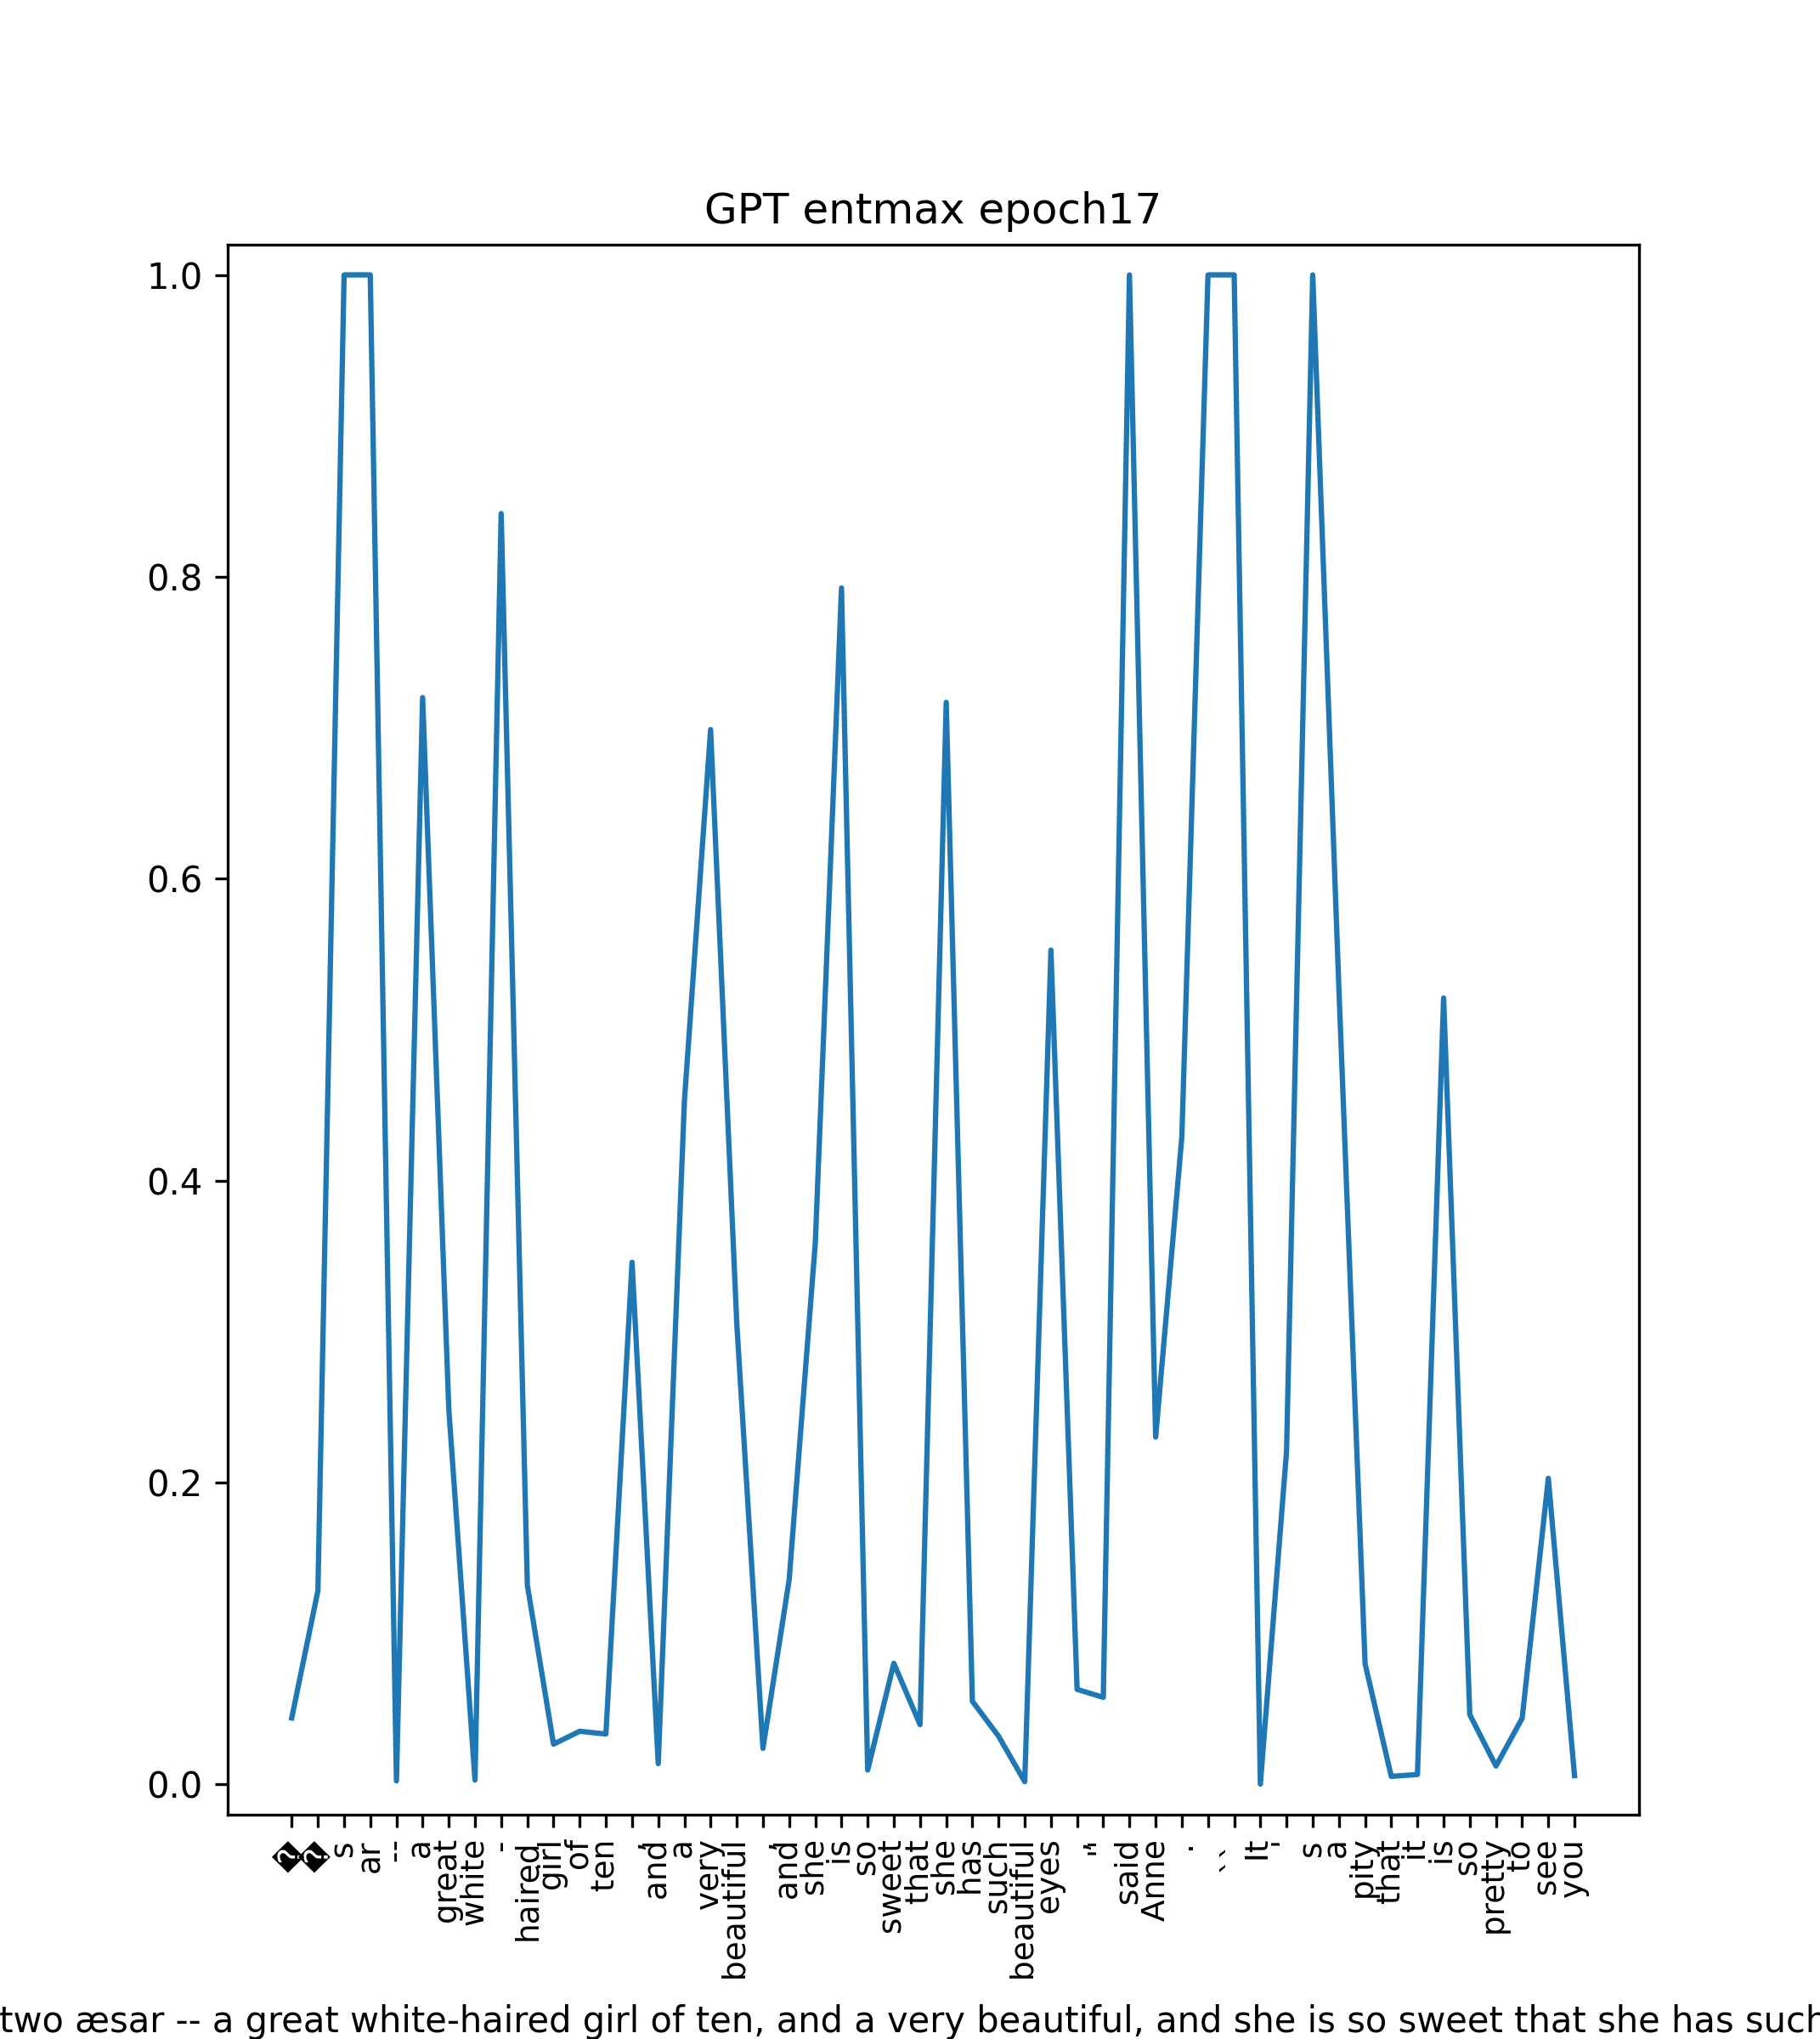 GPT entmax epoch17
1.0
0.8
0.6
0.4
0.2
0.0
�
�
s
ar
--
a
great
white
-
haired
girl
of
ten
,
and
a
very
beautiful
,
and
she
is
so
sweet
that
she
has
such
beautiful
eyes
,
"
said
Anne
.
``
It
'
s
a
pity
that
it
is
so
pretty
to
see
you
two æsar -- a great white-haired girl of ten, and a very beautiful, and she is so sweet that she has such